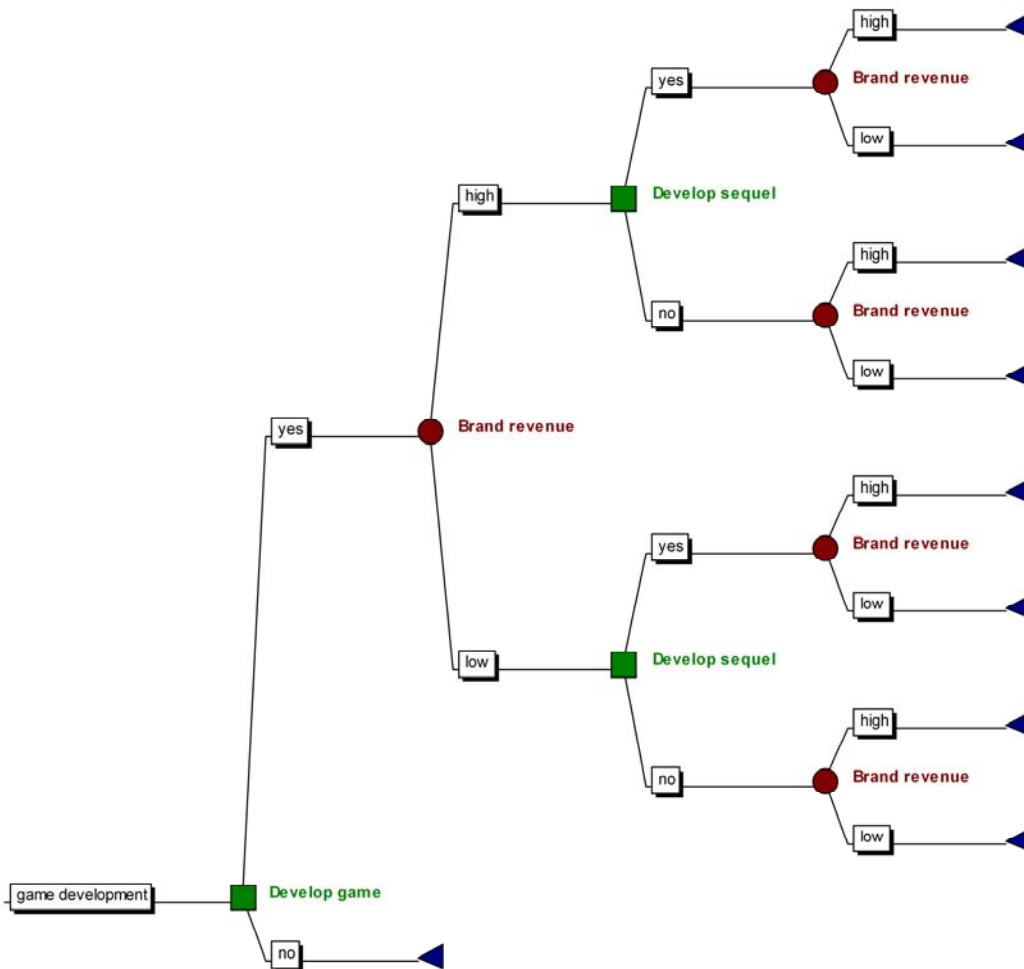 high
Brand revenue
yes
low
high
Develop sequel
high
Brand revenue
no
low
yes
Brand revenue
high
Brand revenue
yes
low
low
Develop sequel
high
Brand revenue
no
low
game development
Develop game
no